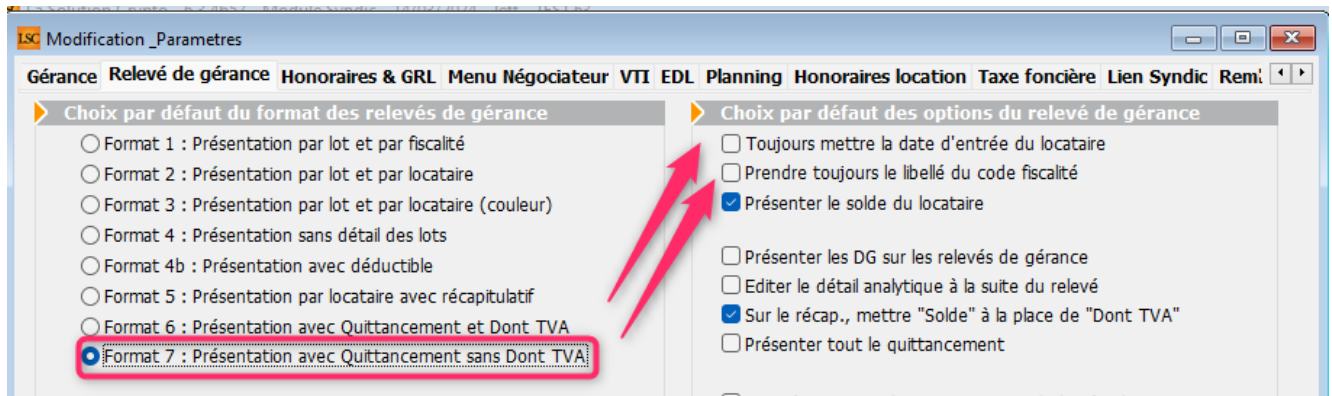 LSC Modification _Parametres
Gérance Relevé de gérance Honoraires & GRL Menu Négociateur VTI EDL Planning Honoraires location Taxe foncière Lien Syndic
Choix par défaut du format des relevés de gérance
Format 1 : Présentation par lot et par fiscalité
Format 2 : Présentation par lot et par locataire
Format 3 : Présentation par lot et par locataire (couleur)
Format 4 : Présentation sans détail des lots
Format 4b : Présentation avec déductible
Format 5 : Présentation par locataire avec récapitulatif
Format 6 : Présentation avec Quittancement et Dont TVA
Format 7 : Présentation avec Quittancement sans Dont TVA
Choix par défaut des options du relevé de gérance
Toujours mettre la date d'entrée du locataire
Prendre toujours le libellé du code fiscalité
Présenter le solde du locataire
Présenter les DG sur les relevés de gérance
Editer le détail analytique à la suite du relevé
Sur le récap., mettre "Solde" à la place de "Dont TVA"
Présenter tout le quittancement